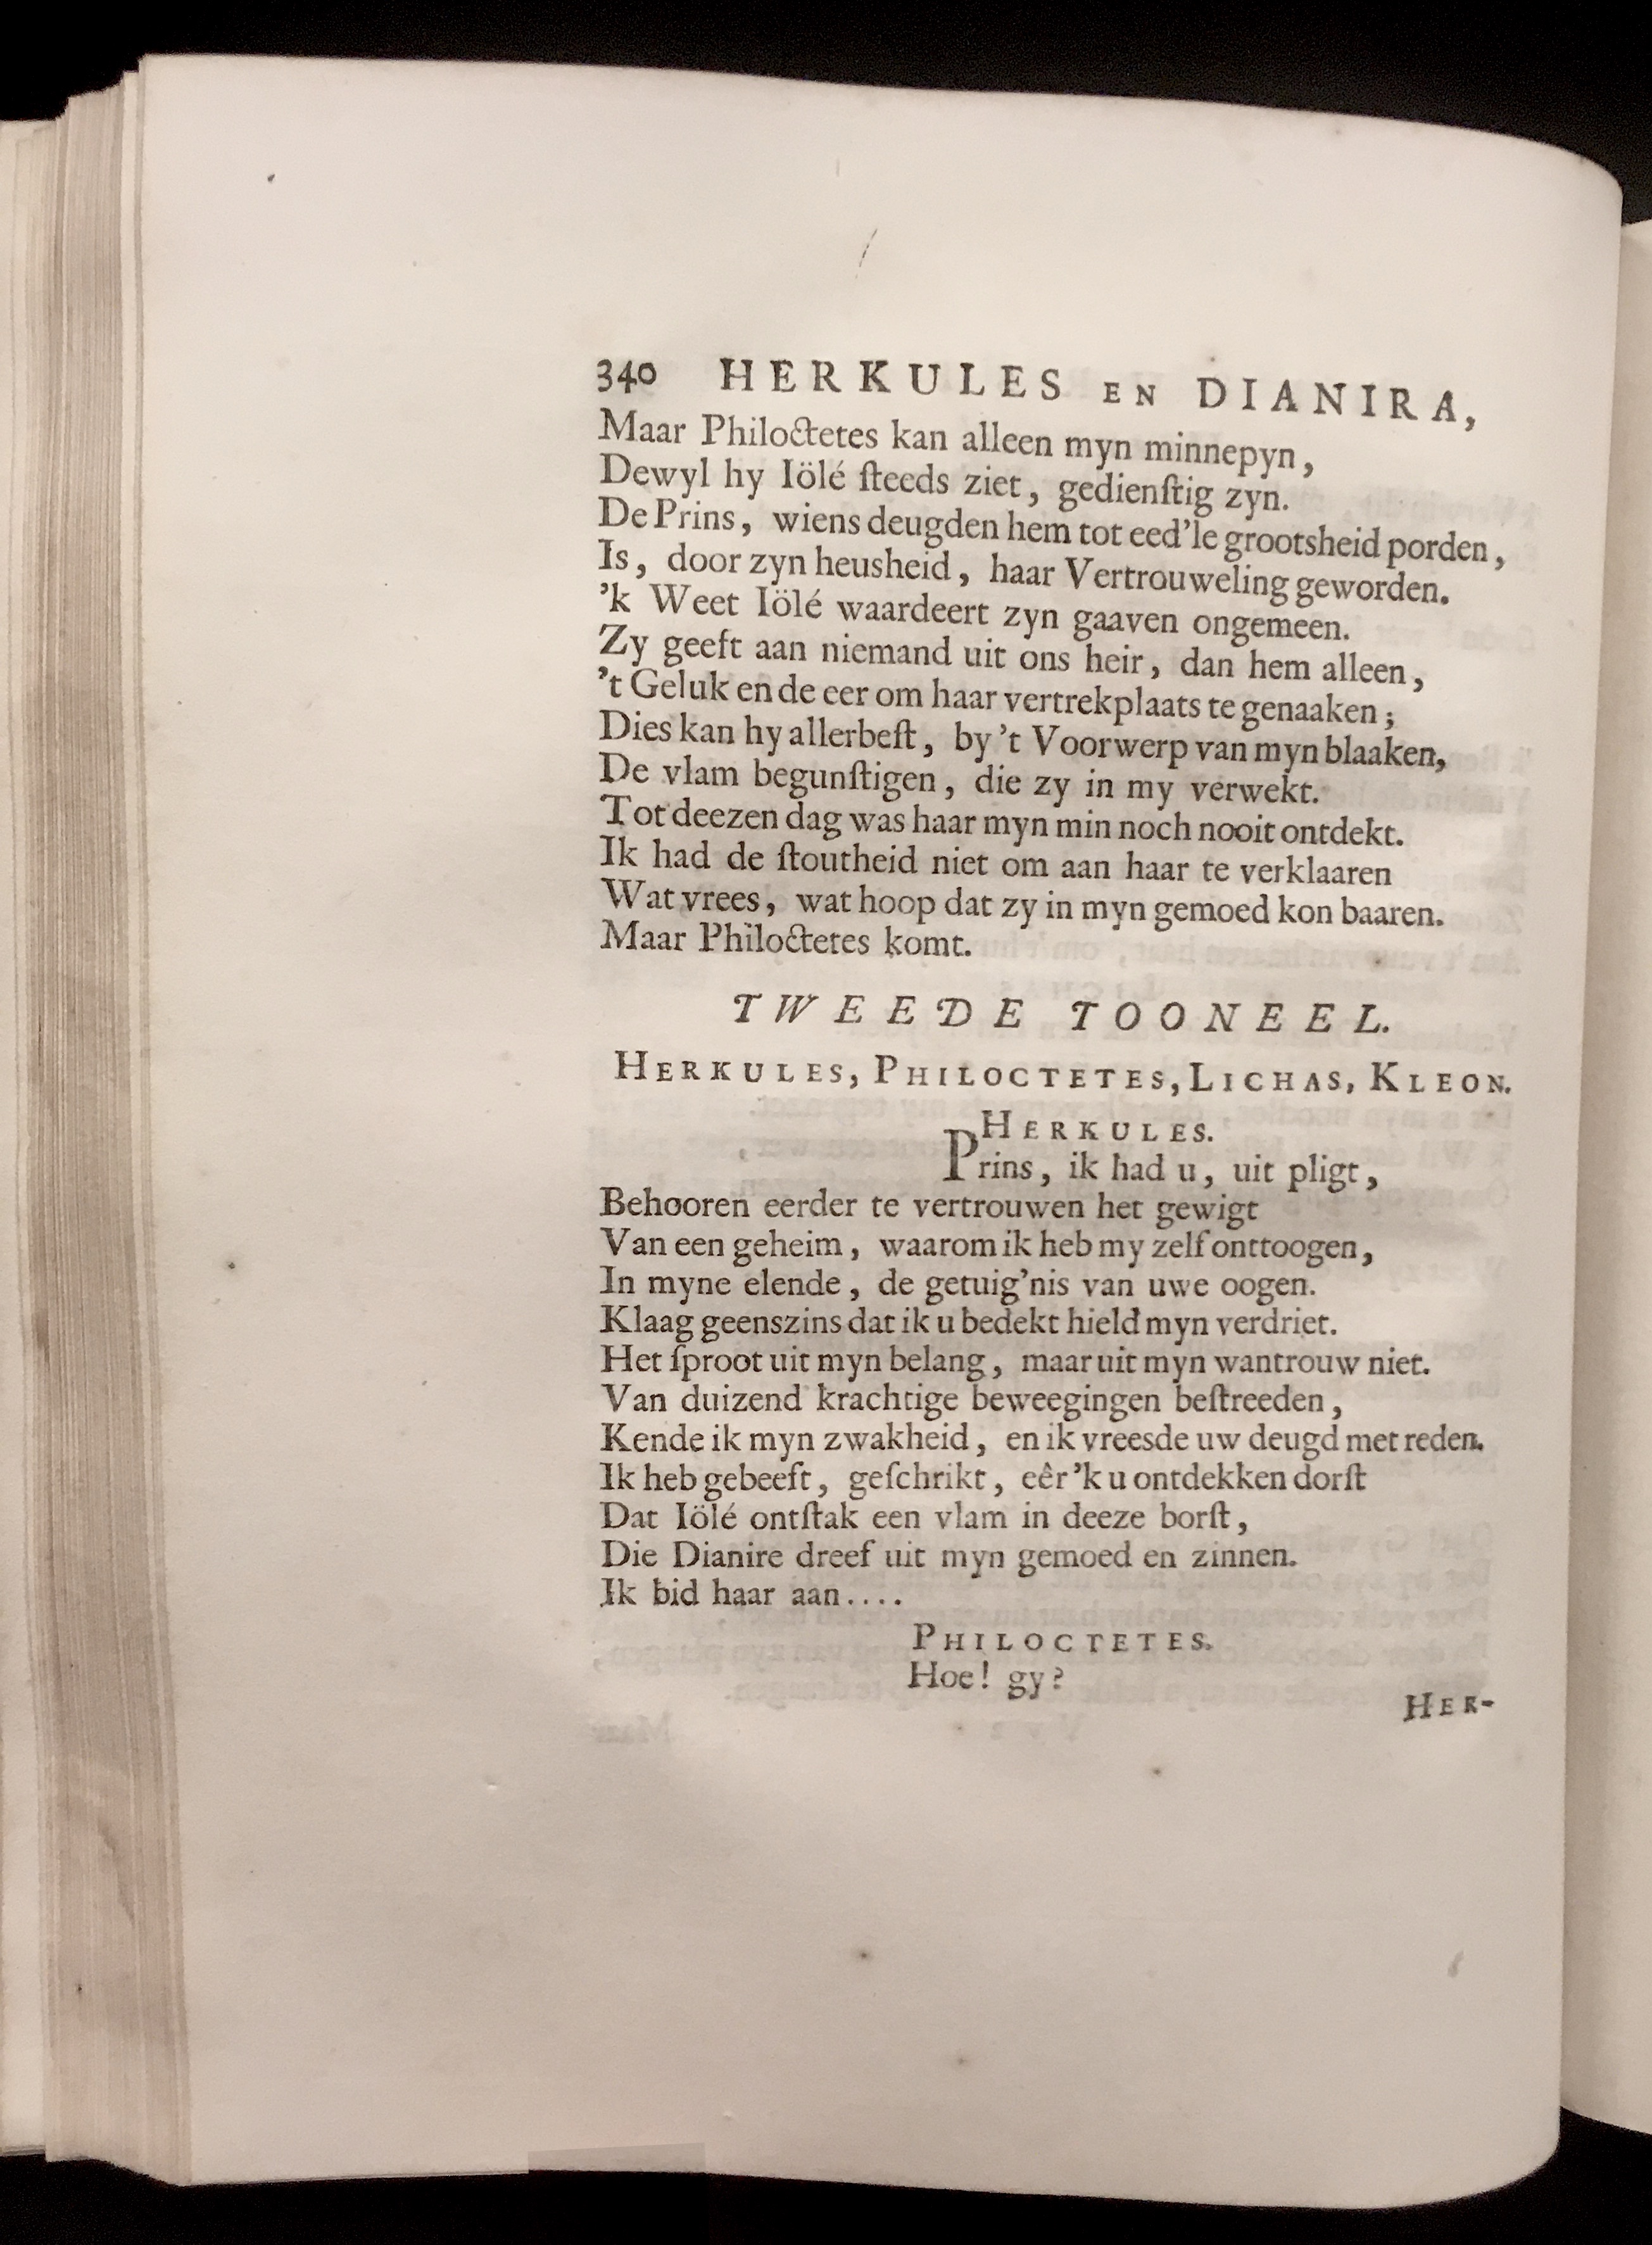 340 HERKULES EN DIANIRA,
Maar Philoctetes kan alleen myn minnepyn,
Dewyl hy Iölé ſteeds ziet, gedienſtig zyn.
De Prins, wiens deugden hem tot eed'le grootsheid porden,
Is, door zyn heusheid, haar Vertrouweling geworden.
'k Weet Iölé waardeert zyn gaaven ongemeen.
Zy geeft aan niemand uit ons heir, dan hem alleen,
't Geluk en de eer om haar vertrekplaats te genaaken;
Dies kan hy allerbeſt, by 't Voorwerp van myn blaaken,
De vlam begunſtigen, die zy in my verwekt.
Tot deezen dag was haar myn min noch nooit ontdekt.
Ik had de ſtoutheid niet om aan haar te verklaaren
Wat vrees, wat hoop dat zy in myn gemoed kon baaren.
Maar Philoctetes komt.
TWEEDE TOONEEL.
HERKULES, PHILOCTETES, LICHAS, KLEON.
HERKULES.
Prins, ik had u, uit pligt,
Behooren eerder te vertrouwen het gewigt
Van een geheim, waarom ik heb my zelf onttoogen,
In myne elende, de getuig'nis van uwe oogen.
Klaag geenszins dat ik u bedekt hield myn verdriet.
Het ſproot uit myn belang, maar uit myn wantrouw niet.
Van duizend krachtige beweegingen beſtreeden,
Kende ik myn zwakheid, en ik vreesde uw deugd met reden.
Ik heb gebeeft, geſchrikt, eêr 'k u ontdekken dorſt
Dat Iölé ontſtak een vlam in deeze borſt,
Die Dianire dreef uit myn gemoed en zinnen.
Ik bid haar aan....
PHILOCTETES.
Hoe! gy?
HER-